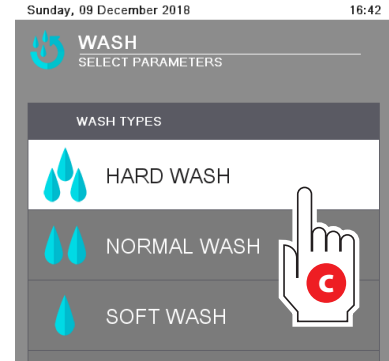 Sunday, 09 December 2018 16:42
WASH
SELECT PARAMETERS
WASH TYPES
HARD WASH
NORMAL WASH
C
SOFT WASH